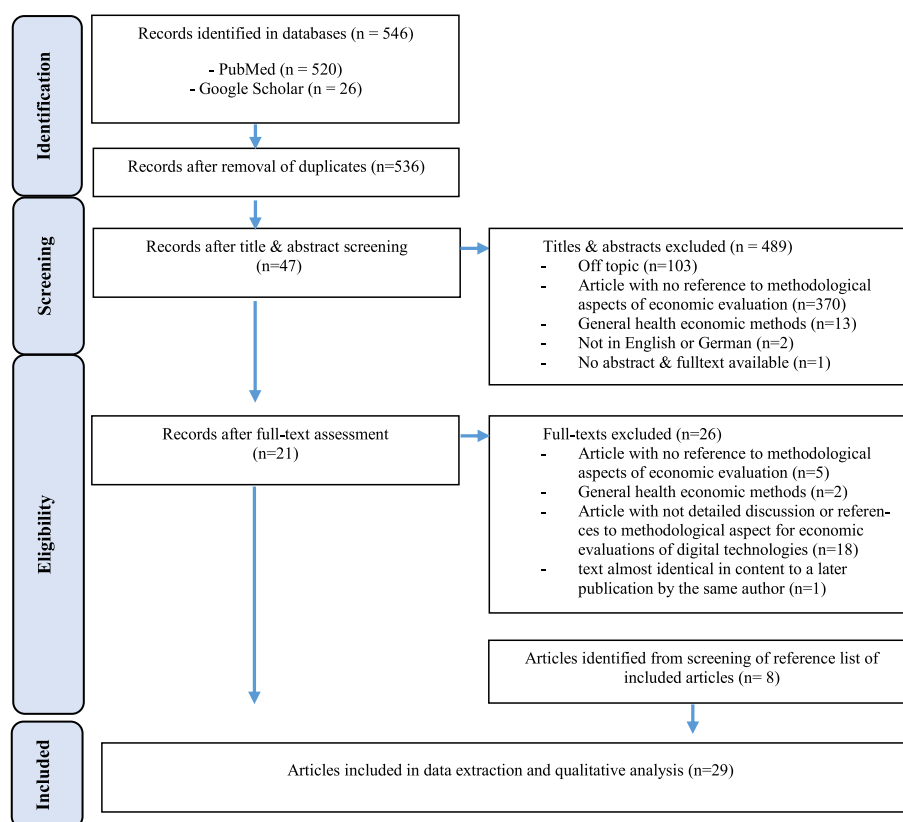 Identification
Records identified in databases (n = 546)
- PubMed (n = 520)
- Google Scholar (n = 26)
Records after removal of duplicates (n=536)
Screening
Records after title & abstract screening
(n=47)
Titles & abstracts excluded (n = 489)
- Off topic (n=103)
- Article with no reference to methodological
aspects of economic evaluation (n=370)
- General health economic methods (n=13)
- Not in English or German (n=2)
- No abstract & fulltext available (n=1)
Eligibility
Records after full-text assessment
(n=21)
Full-texts excluded (n=26)
- Article with no reference to methodological
aspects of economic evaluation (n=5)
- General health economic methods (n=2)
- Article with not detailed discussion or referen-
ces to methodological aspect for economic
evaluations of digital technologies (n=18)
- text almost identical in content to a later
publication by the same author (n=1)
Articles identified from screening of reference list of
included articles (n= 8)
Included
Articles included in data extraction and qualitative analysis (n=29)